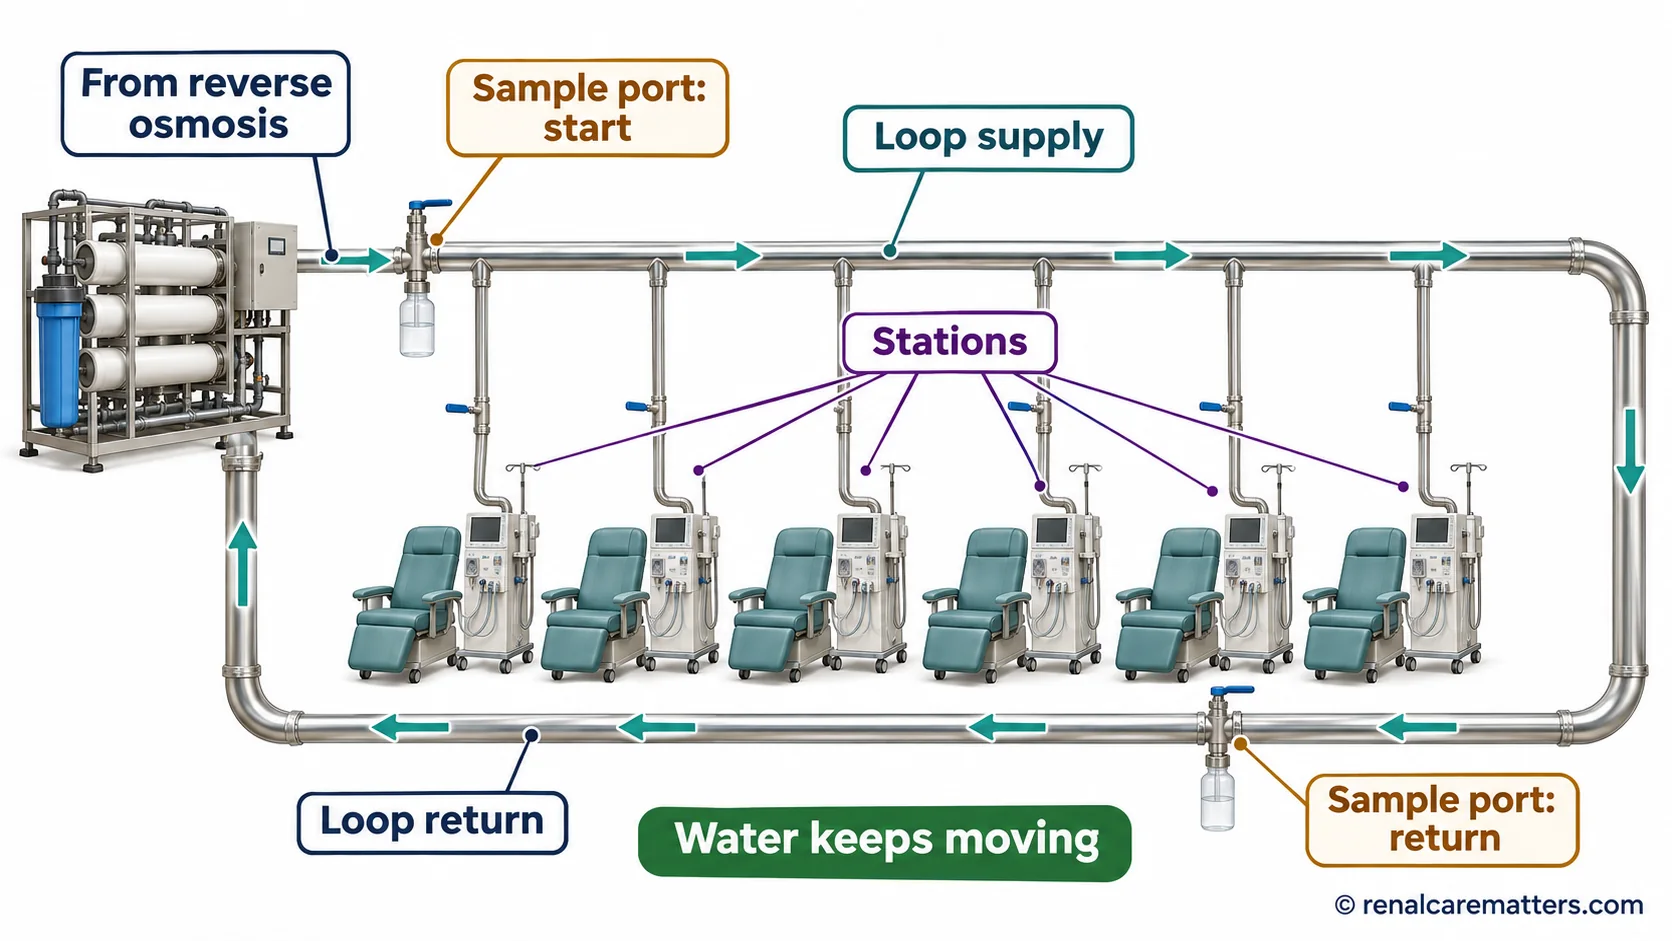 From reverse
osmosis
Sample port:
start
Loop supply
Stations
Loop return
Water keeps moving
Sample port:
return
© renalcarematters.com